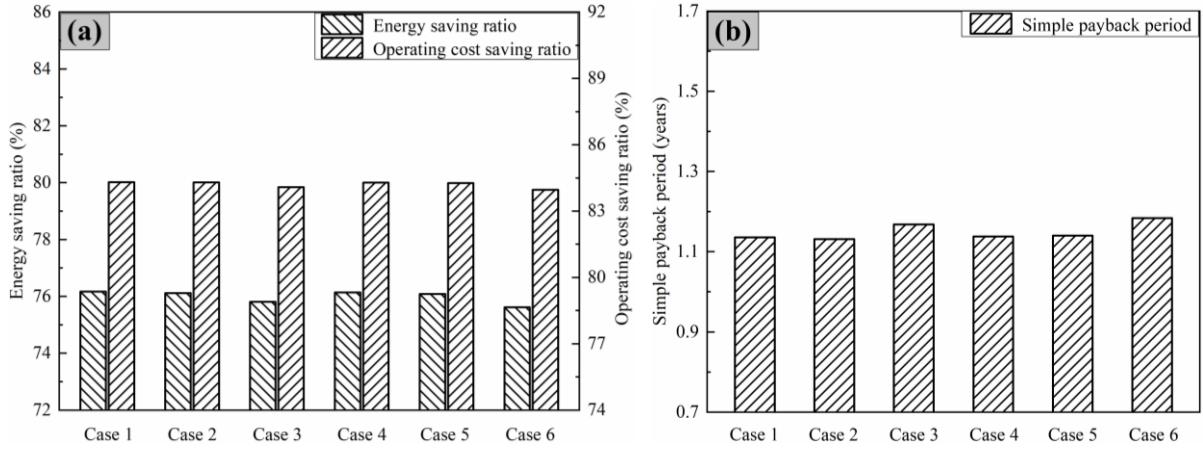 (a)
Energy saving ratio
Operating cost saving ratio
Energy saving ratio (%)
86
84
82
80
78
76
74
72
92
89
86
83
80
77
74
Operating cost saving ratio (%)
Case 1 Case 2 Case 3 Case 4 Case 5 Case 6
(b)
Simple payback period
Simple payback period (years)
1.7
1.5
1.3
1.1
0.9
0.7
Case 1 Case 2 Case 3 Case 4 Case 5 Case 6